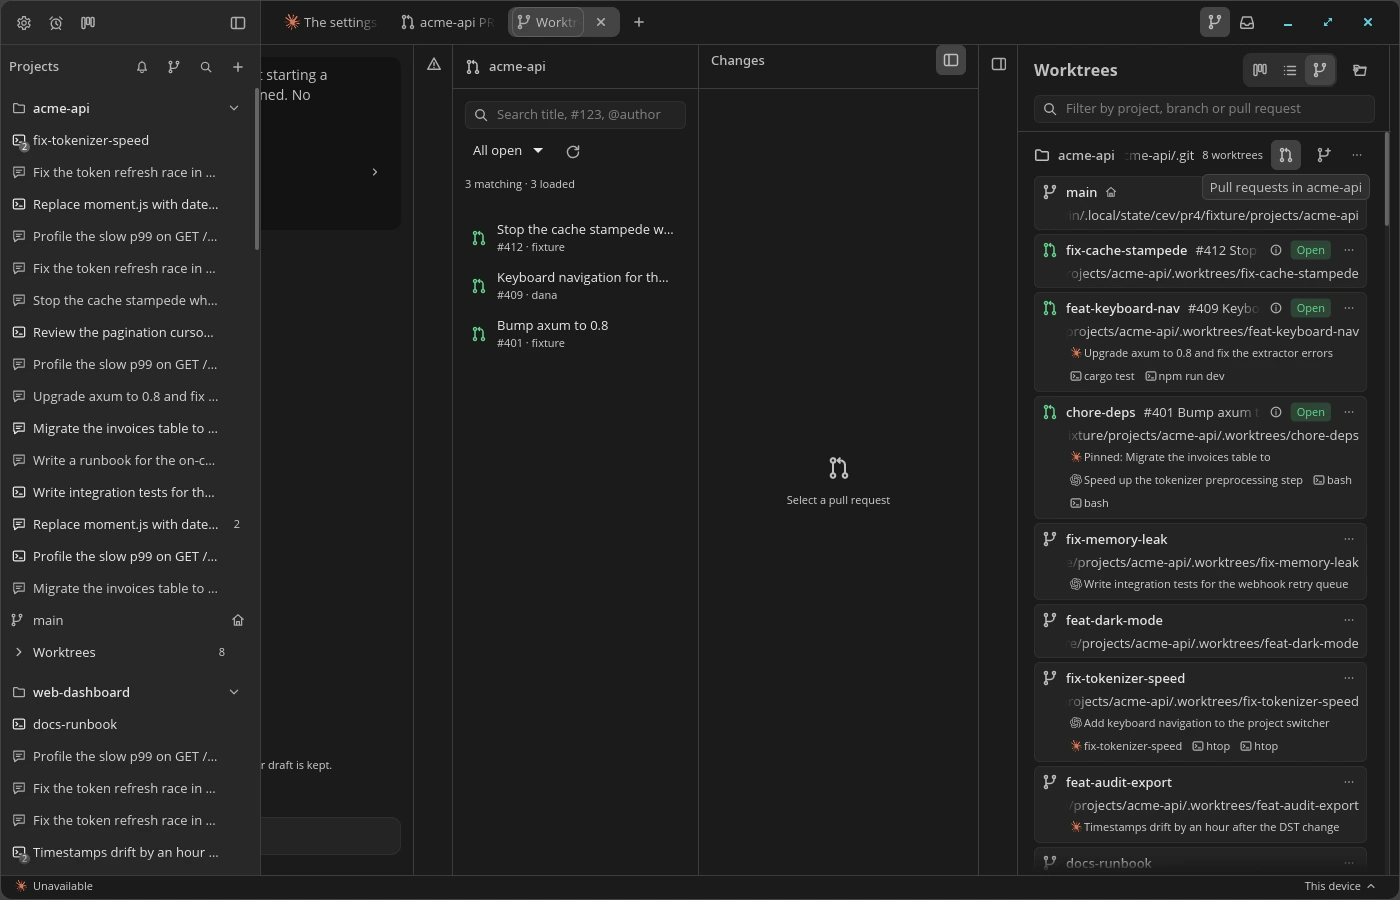 The settings
acme-api PR
Worktr
Projects
acme-api
fix-tokenizer-speed
2
Fix the token refresh race in ...
Replace moment.js with date...
Profile the slow p99 on GET /...
Fix the token refresh race in ...
Stop the cache stampede wh...
Review the pagination curso...
Profile the slow p99 on GET /...
Upgrade axum to 0.8 and fix ...
Migrate the invoices table to ...
Write a runbook for the on-c...
Write integration tests for th...
Replace moment.js with date... 2
Profile the slow p99 on GET /...
Migrate the invoices table to ...
main
Worktrees 8
web-dashboard
docs-runbook
Profile the slow p99 on GET /...
Fix the token refresh race in ...
Fix the token refresh race in ...
Timestamps drift by an hour ...
2
starting a
ned. No
r draft is kept.
acme-api
Search title, #123, @author
All open
3 matching · 3 loaded
Stop the cache stampede w...
#412 · fixture
Keyboard navigation for th...
#409 · dana
Bump axum to 0.8
#401 · fixture
Changes
Select a pull request
Worktrees
Filter by project, branch or pull request
acme-api me-api/.git 8 worktrees
Pull requests in acme-api
main
in/.local/state/cev/pr4/fixture/projects/acme-api
fix-cache-stampede #412 Stop Open
rojects/acme-api/.worktrees/fix-cache-stampede
feat-keyboard-nav #409 Keybo Open
projects/acme-api/.worktrees/feat-keyboard-nav
Upgrade axum to 0.8 and fix the extractor errors
cargo test npm run dev
chore-deps #401 Bump axum t Open
ixture/projects/acme-api/.worktrees/chore-deps
Pinned: Migrate the invoices table to
Speed up the tokenizer preprocessing step bash
bash
fix-memory-leak
e/projects/acme-api/.worktrees/fix-memory-leak
Write integration tests for the webhook retry queue
feat-dark-mode
e/projects/acme-api/.worktrees/feat-dark-mode
fix-tokenizer-speed
rojects/acme-api/.worktrees/fix-tokenizer-speed
Add keyboard navigation to the project switcher
fix-tokenizer-speed htop htop
feat-audit-export
/projects/acme-api/.worktrees/feat-audit-export
Timestamps drift by an hour after the DST change
docs-runbook
Unavailable
This device